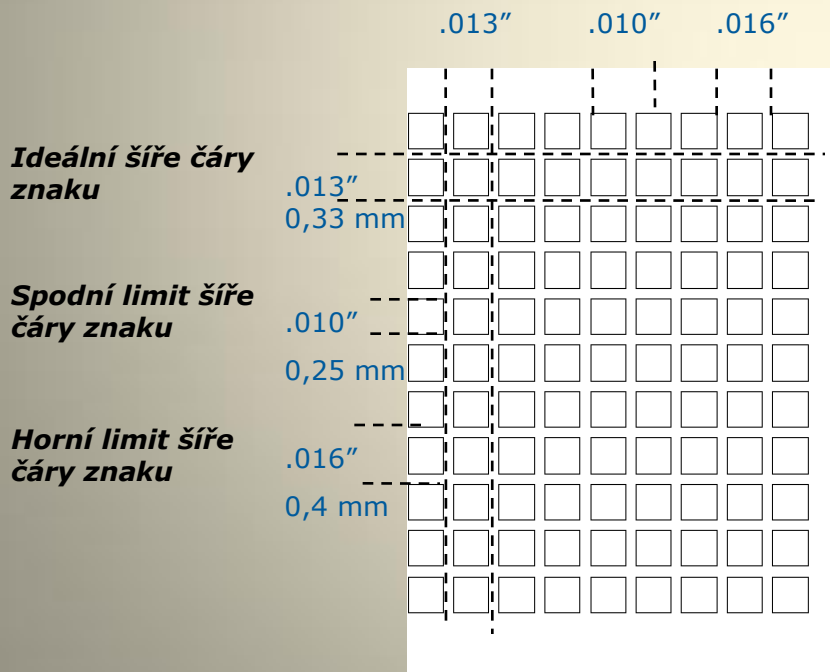 .013” .010” .016”
Ideální šíře čáry
znaku
.013”
0,33 mm
Spodní limit šíře
čáry znaku
.010”
0,25 mm
Horní limit šíře
čáry znaku
.016”
0,4 mm